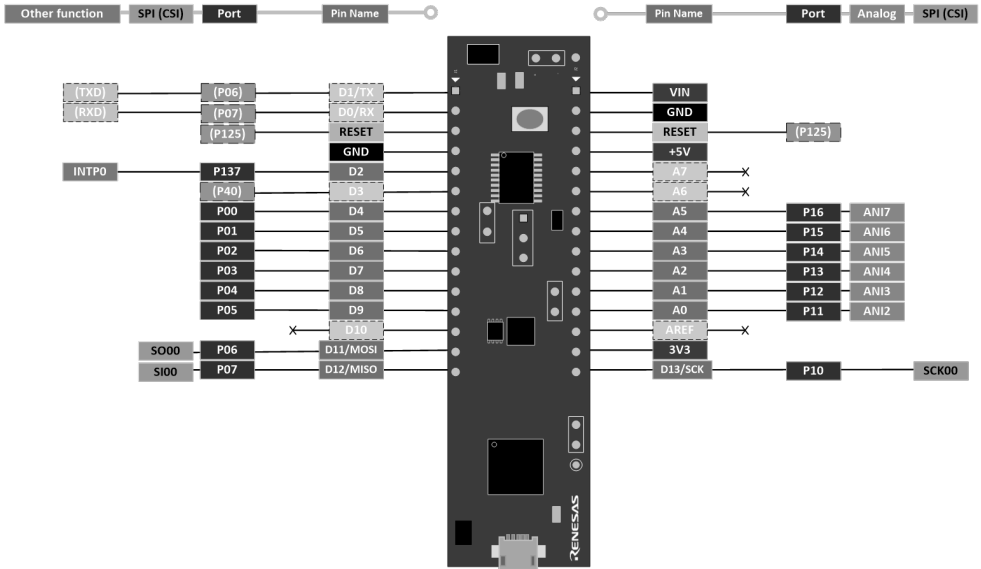 Other function SPI (CSI) Port Pin Name Pin Name Port Analog SPI (CSI)
(TXD) (P06) D1/TX VIN
(RXD) (P07) D0/RX GND
(P125) RESET RESET (P125)
GND +5V
INTP0 P137 D2 A7
(P40) D3 A6
P00 D4 A5 P16 ANI7
P01 D5 A4 P15 ANI6
P02 D6 A3 P14 ANI5
P03 D7 A2 P13 ANI4
P04 D8 A1 P12 ANI3
P05 D9 A0 P11 ANI2
D10 AREF
SO00 P06 D11/MOSI 3V3
SI00 P07 D12/MISO D13/SCK P10 SCK00
RENESAS